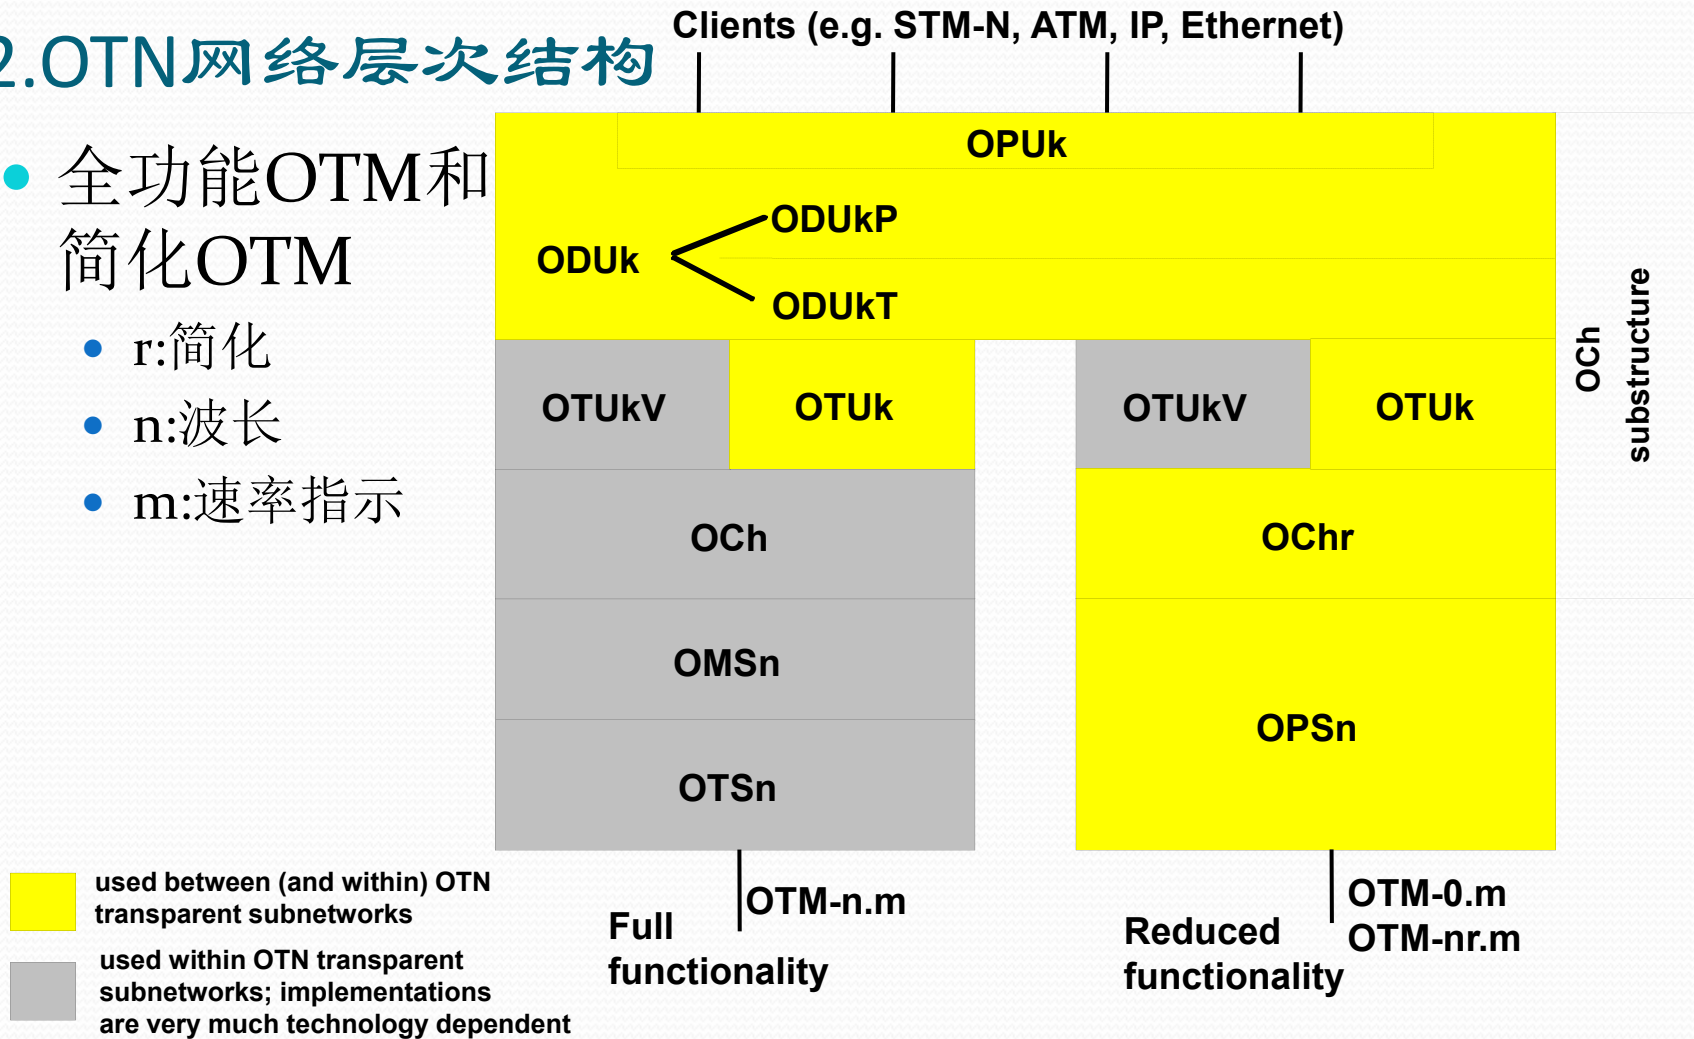 2.OTN网络层次结构
Clients (e.g. STM-N, ATM, IP, Ethernet)
全功能OTM和
简化OTM
r:简化
n:波长
m:速率指示
OPUk
ODUk
ODUkP
ODUkT
OTUkV
OTUk
OTUkV
OTUk
OCh
substructure
OCh
OChr
OMSn
OPSn
OTSn
used between (and within) OTN
transparent subnetworks
used within OTN transparent
subnetworks; implementations
are very much technology dependent
OTM-n.m
Full
functionality
OTM-0.m
OTM-nr.m
Reduced
functionality